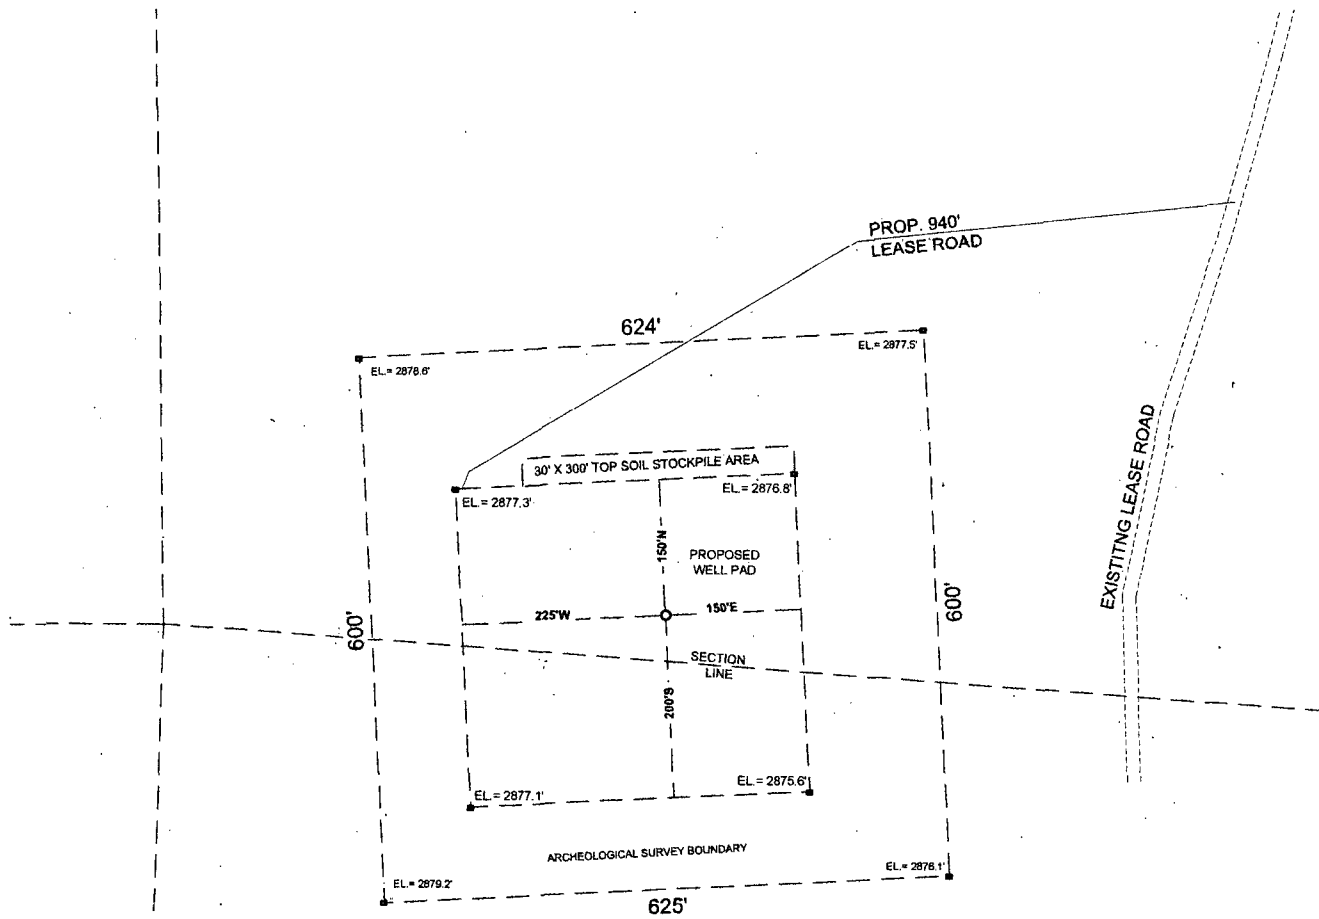 PROP. 940'
LEASE ROAD
624'
EL.= 2878.6'
EL.= 2877.5'
30' X 300' TOP SOIL STOCKPILE AREA
EL. = 2877.3'
EL. = 2876.8'
150'N
PROPOSED
WELL PAD
EXISTITNG LEASE ROAD
225'W
150'E
600'
600'
SECTION
LINE
200'S
EL. = 2877.1'
EL. = 2875.6'
ARCHEOLOGICAL SURVEY BOUNDARY
EL.= 2879.2'
EL.= 2876.1'
625'